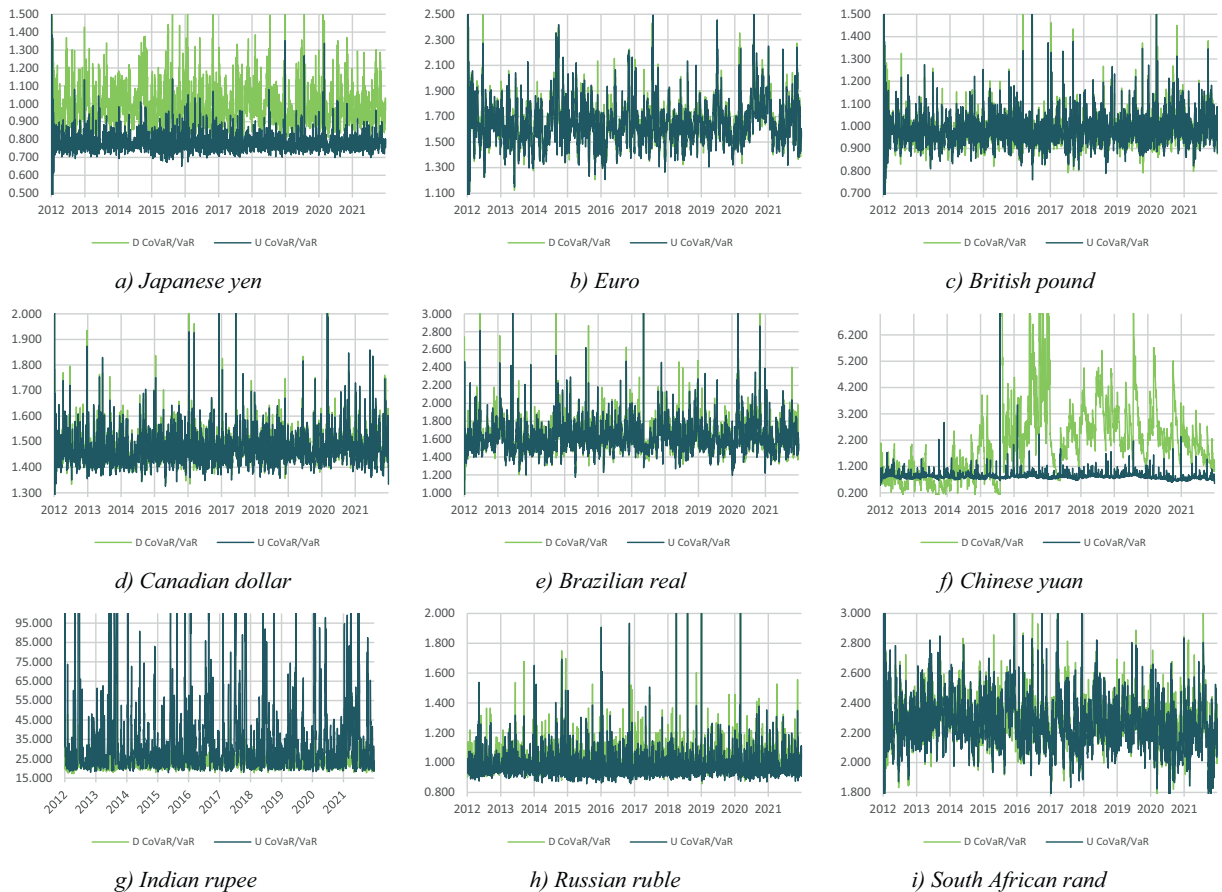 1.500
1.400
1.300
1.200
1.100
1.000
0.900
0.800
0.700
0.600
0.500
2012 2013 2014 2015 2016 2017 2018 2019 2020 2021
D CoVaR/VaR U CoVaR/VaR
a) Japanese yen
2.500
2.300
2.100
1.900
1.700
1.500
1.300
1.100
2012 2013 2014 2015 2016 2017 2018 2019 2020 2021
D CoVaR/VaR U CoVaR/VaR
b) Euro
1.500
1.400
1.300
1.200
1.100
1.000
0.900
0.800
0.700
2012 2013 2014 2015 2016 2017 2018 2019 2020 2021
D CoVaR/VaR U CoVaR/VaR
c) British pound
2.000
1.900
1.800
1.700
1.600
1.500
1.400
1.300
2012 2013 2014 2015 2016 2017 2018 2019 2020 2021
D CoVaR/VaR U CoVaR/VaR
d) Canadian dollar
3.000
2.800
2.600
2.400
2.200
2.000
1.800
1.600
1.400
1.200
1.000
2012 2013 2014 2015 2016 2017 2018 2019 2020 2021
D CoVaR/VaR U CoVaR/VaR
e) Brazilian real
6.200
5.200
4.200
3.200
2.200
1.200
0.200
2012 2013 2014 2015 2016 2017 2018 2019 2020 2021
D CoVaR/VaR U CoVaR/VaR
f) Chinese yuan
95.000
85.000
75.000
65.000
55.000
45.000
35.000
25.000
15.000
2012 2013 2014 2015 2016 2017 2018 2019 2020 2021
D CoVaR/VaR U CoVaR/VaR
g) Indian rupee
2.000
1.800
1.600
1.400
1.200
1.000
0.800
2012 2013 2014 2015 2016 2017 2018 2019 2020 2021
D CoVaR/VaR U CoVaR/VaR
h) Russian ruble
3.000
2.800
2.600
2.400
2.200
2.000
1.800
2012 2013 2014 2015 2016 2017 2018 2019 2020 2021
D CoVaR/VaR U CoVaR/VaR
i) South African rand